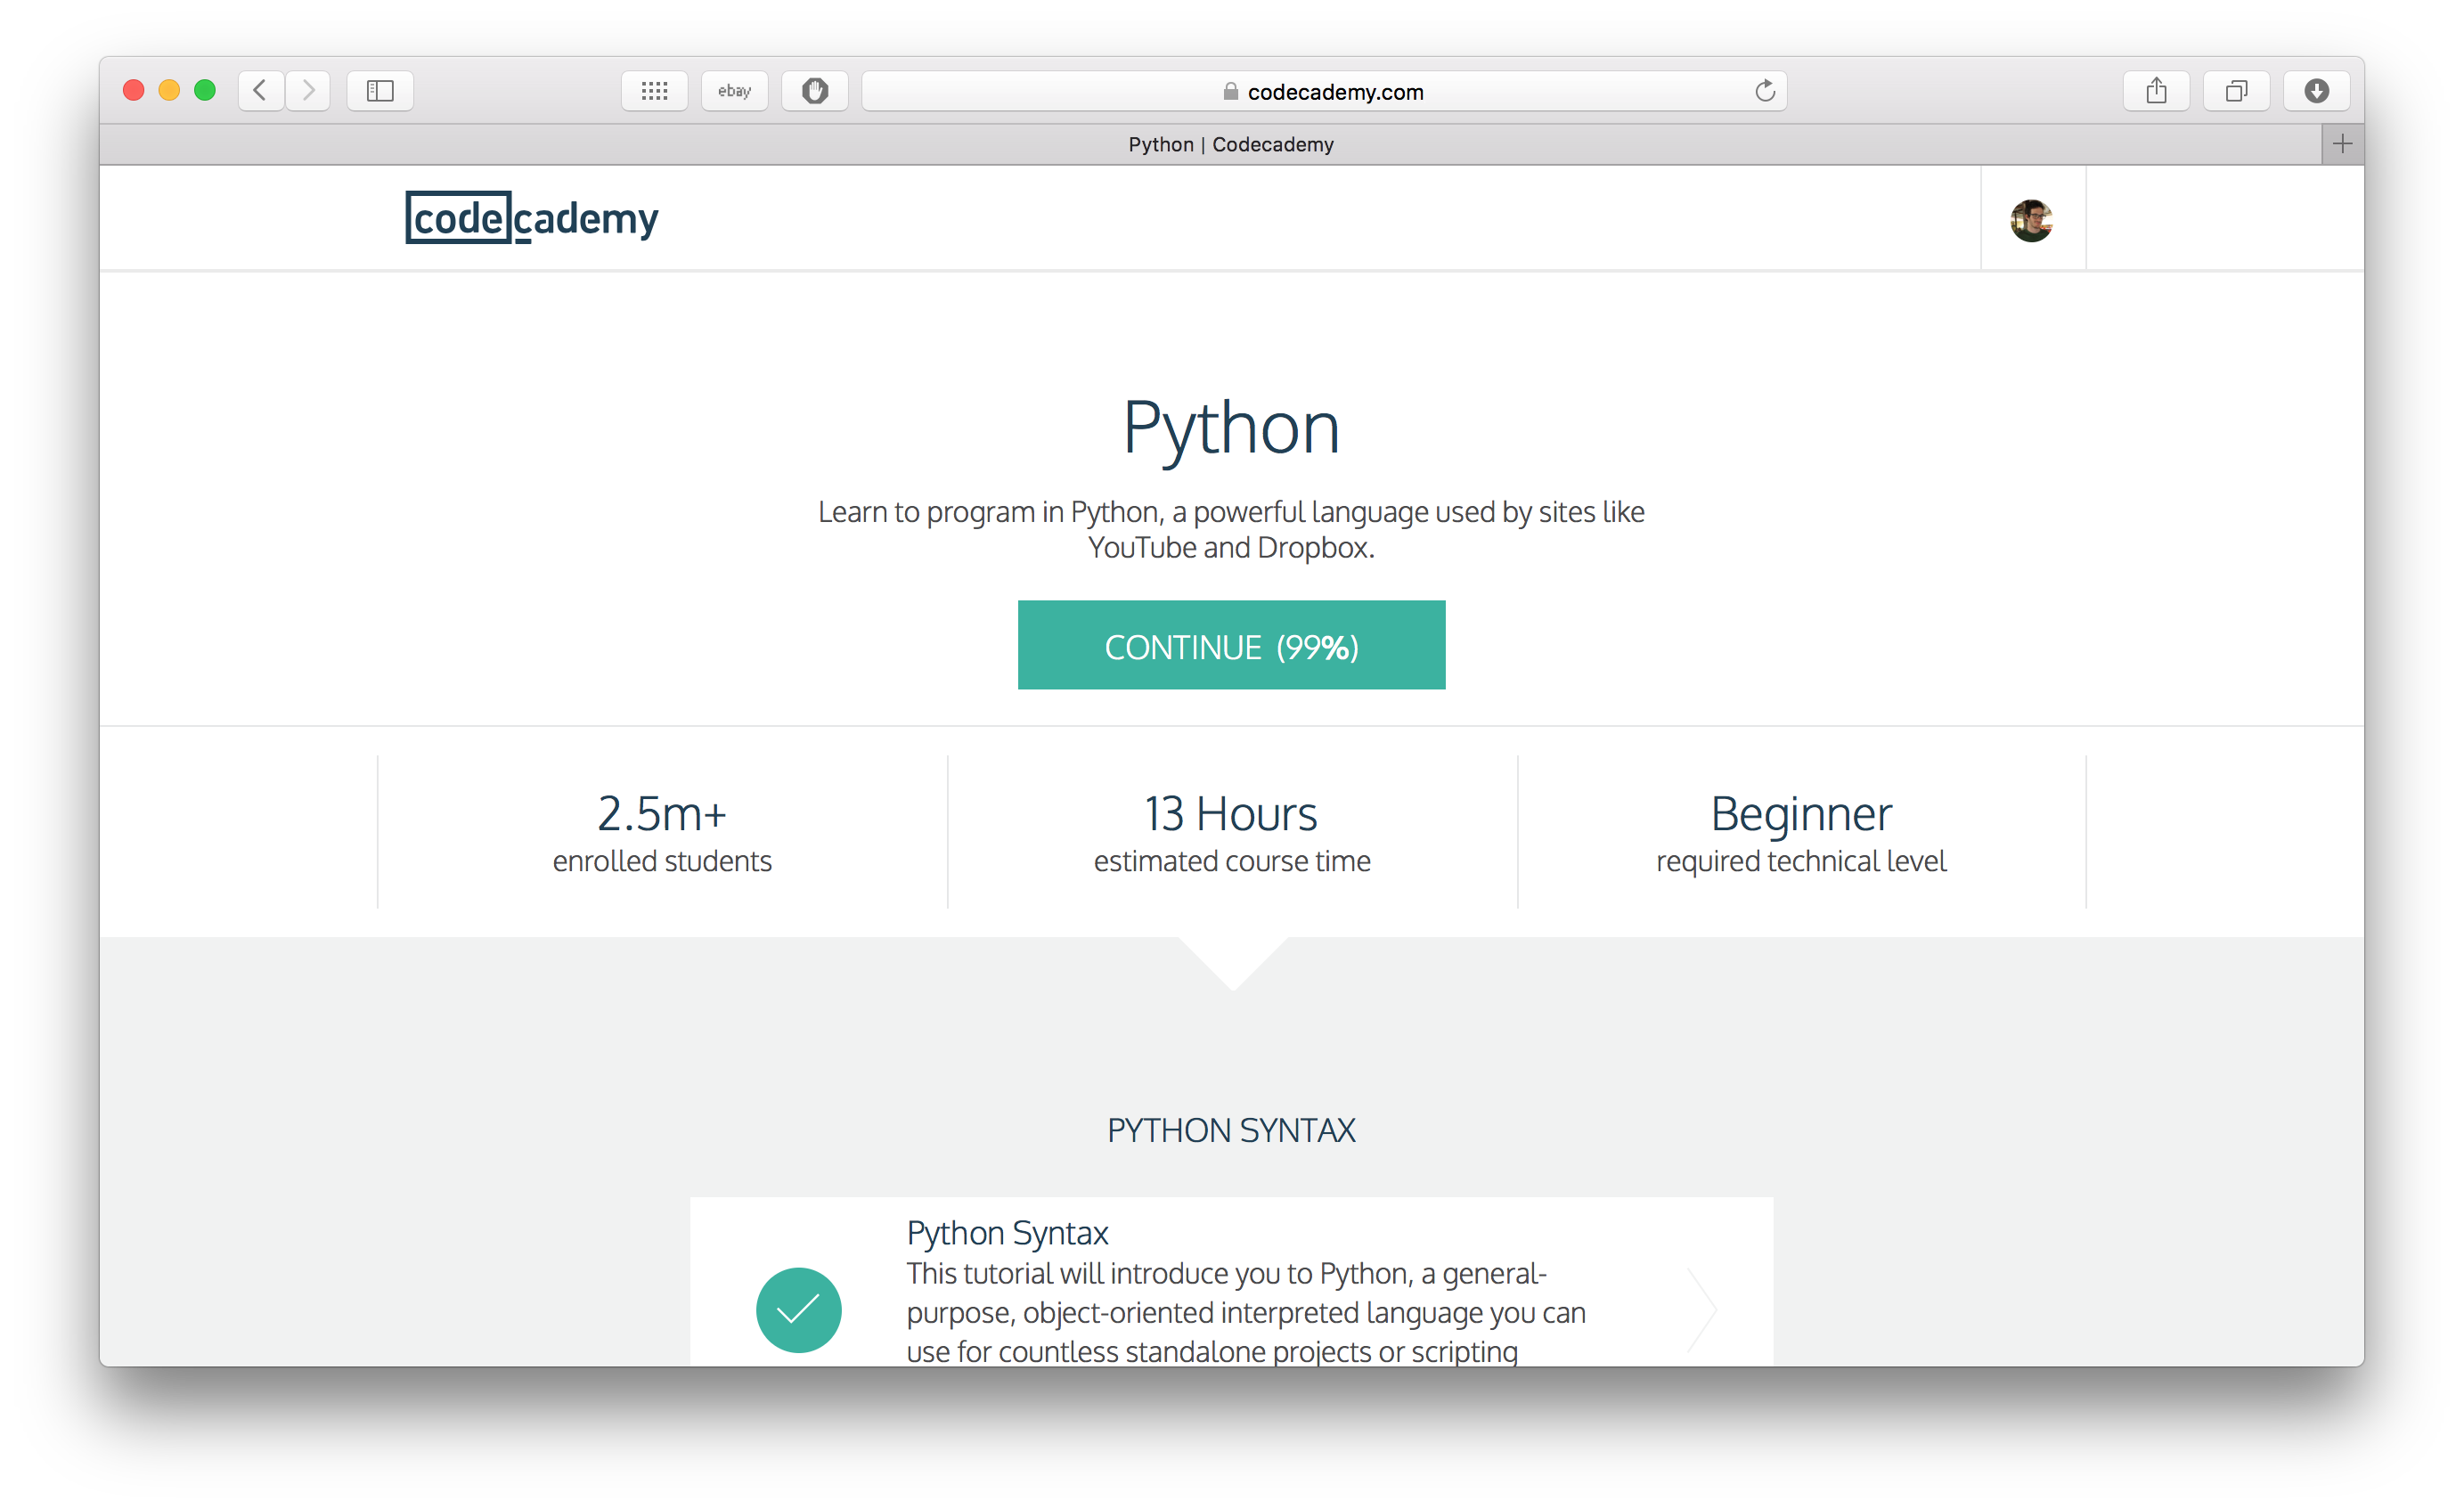 ebay
codecademy.com
Python | Codecademy
codecademy
Python
Learn to program in Python, a powerful language used by sites like
YouTube and Dropbox.
CONTINUE (99%)
2.5m+
enrolled students
13 Hours
estimated course time
Beginner
required technical level
PYTHON SYNTAX
Python Syntax
This tutorial will introduce you to Python, a general-
purpose, object-oriented interpreted language you can
use for countless standalone projects or scripting